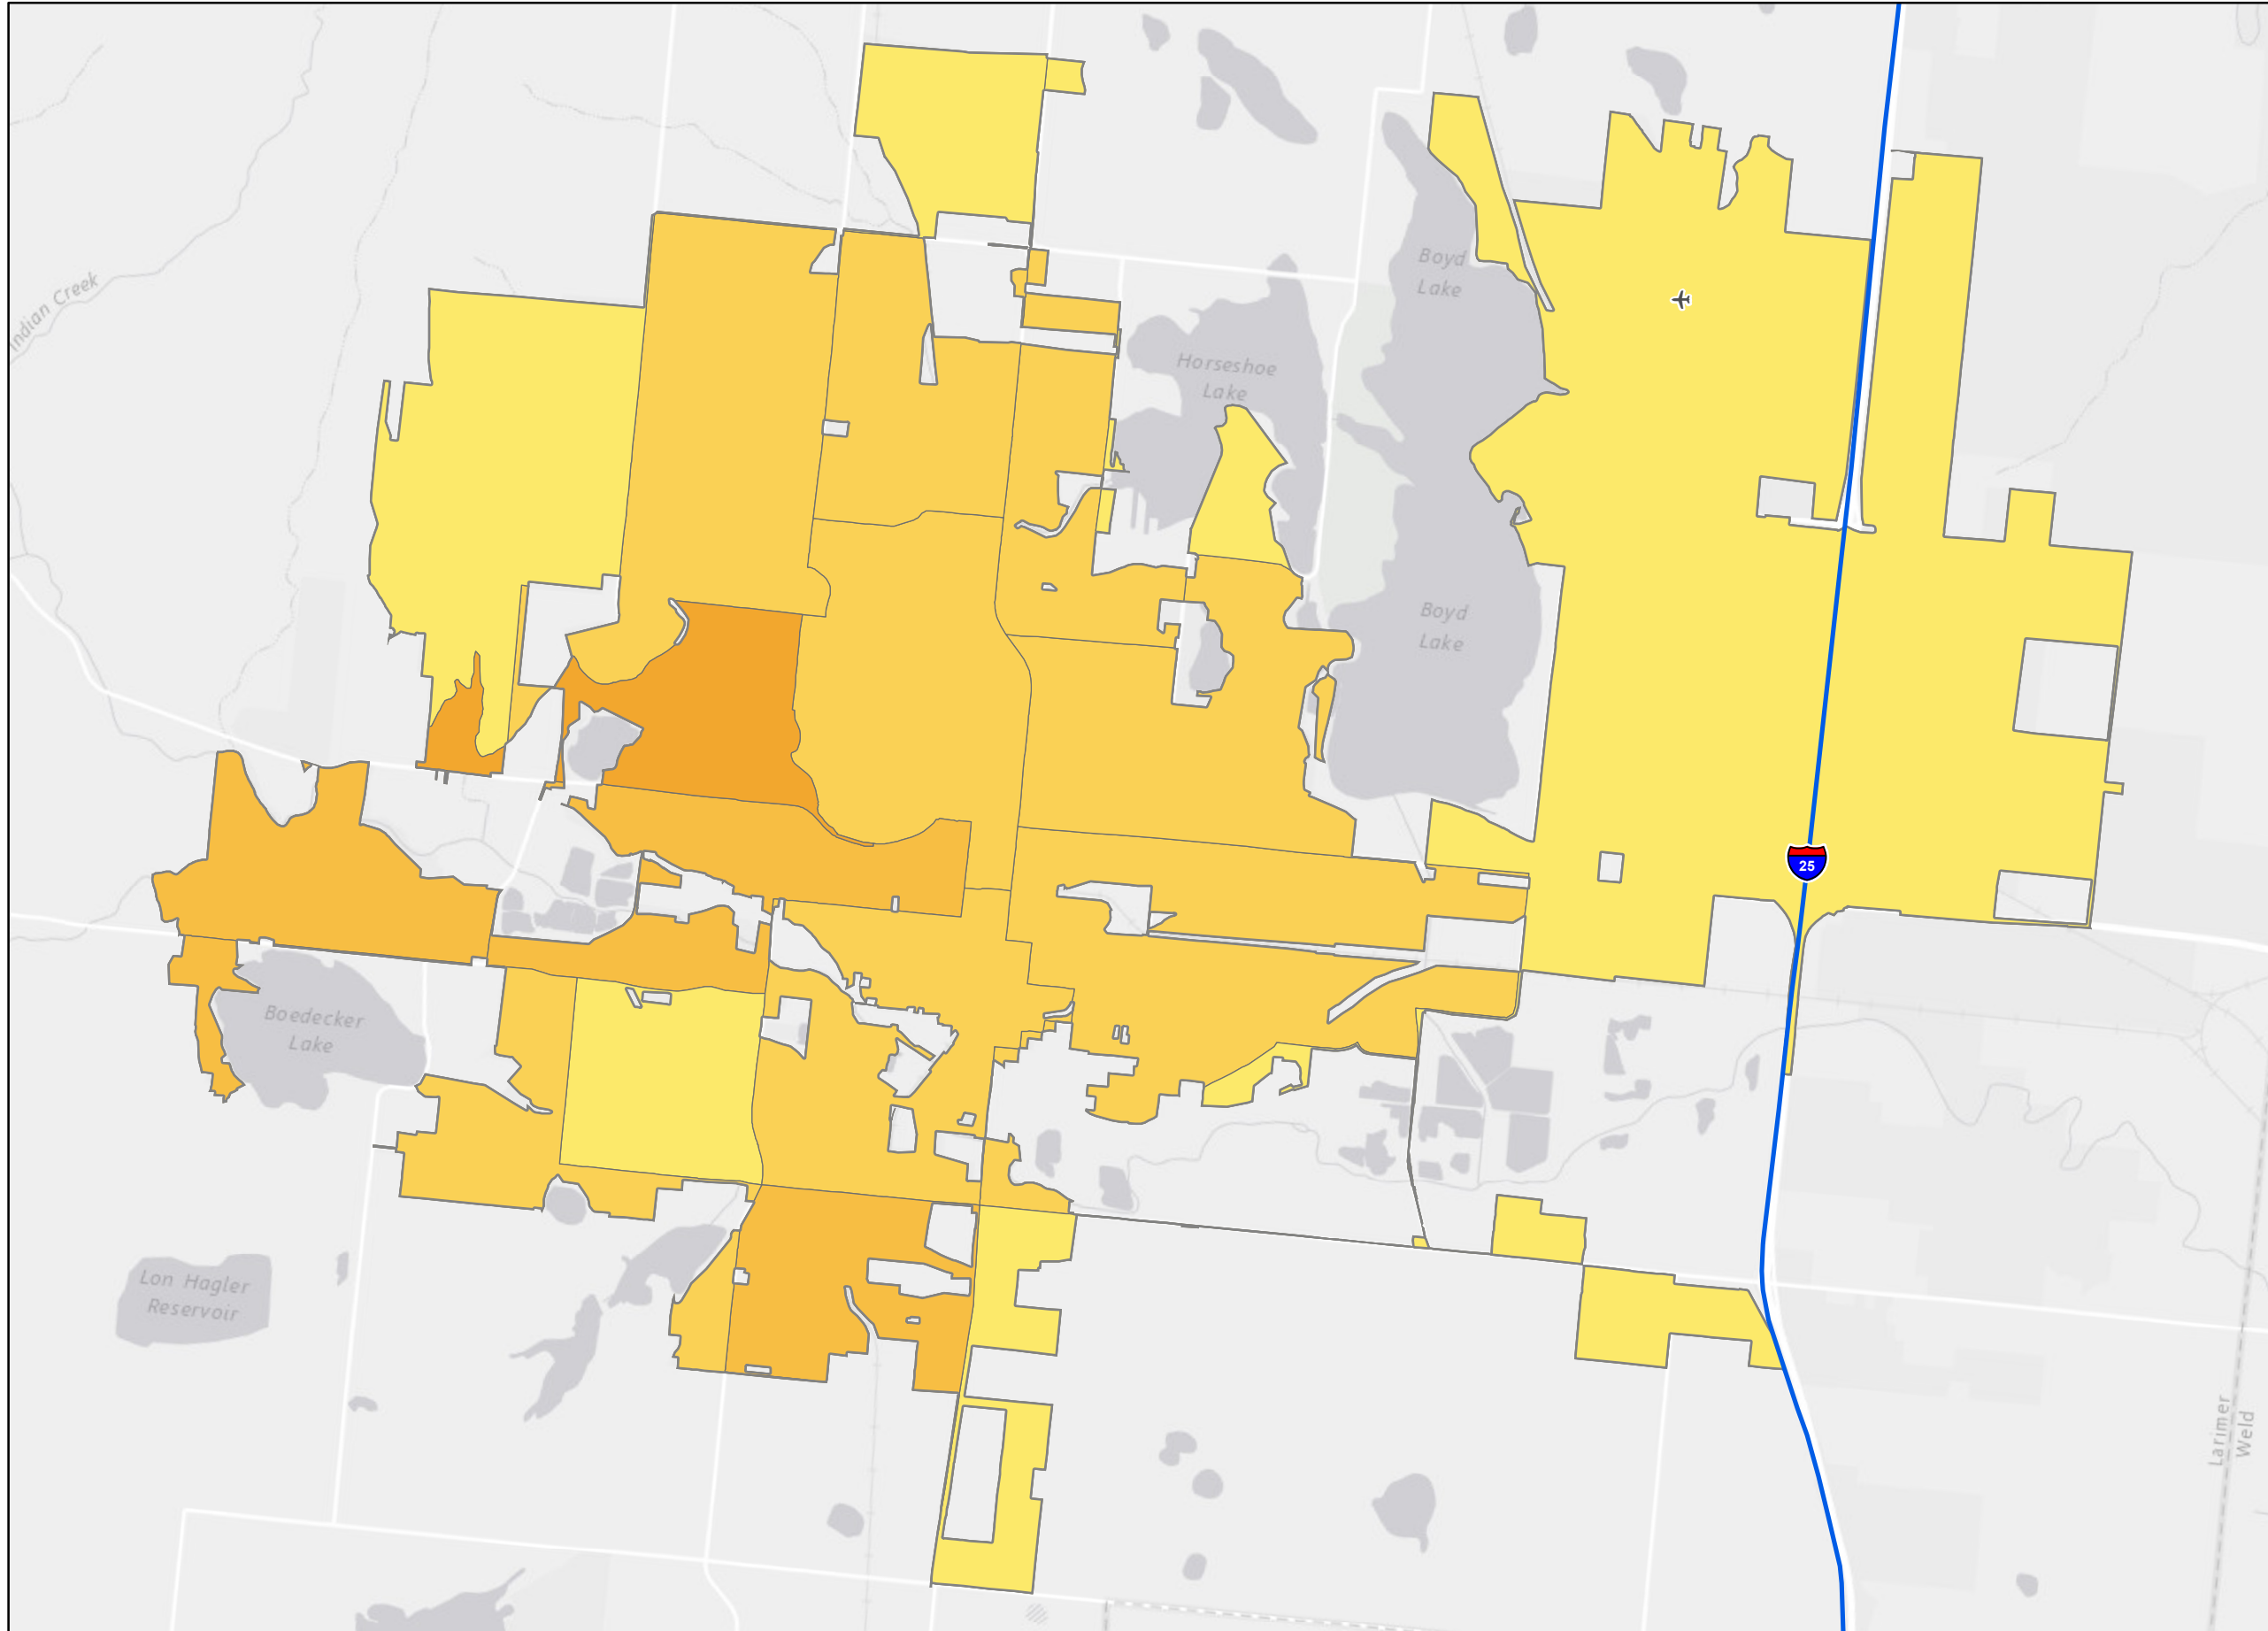 Indian Creek
Boyd
Lake
Horseshoe
Lake
Boyd
Lake
25
Boedecker
Lake
Lon Hagler
Reservoir
Larimer
Weld